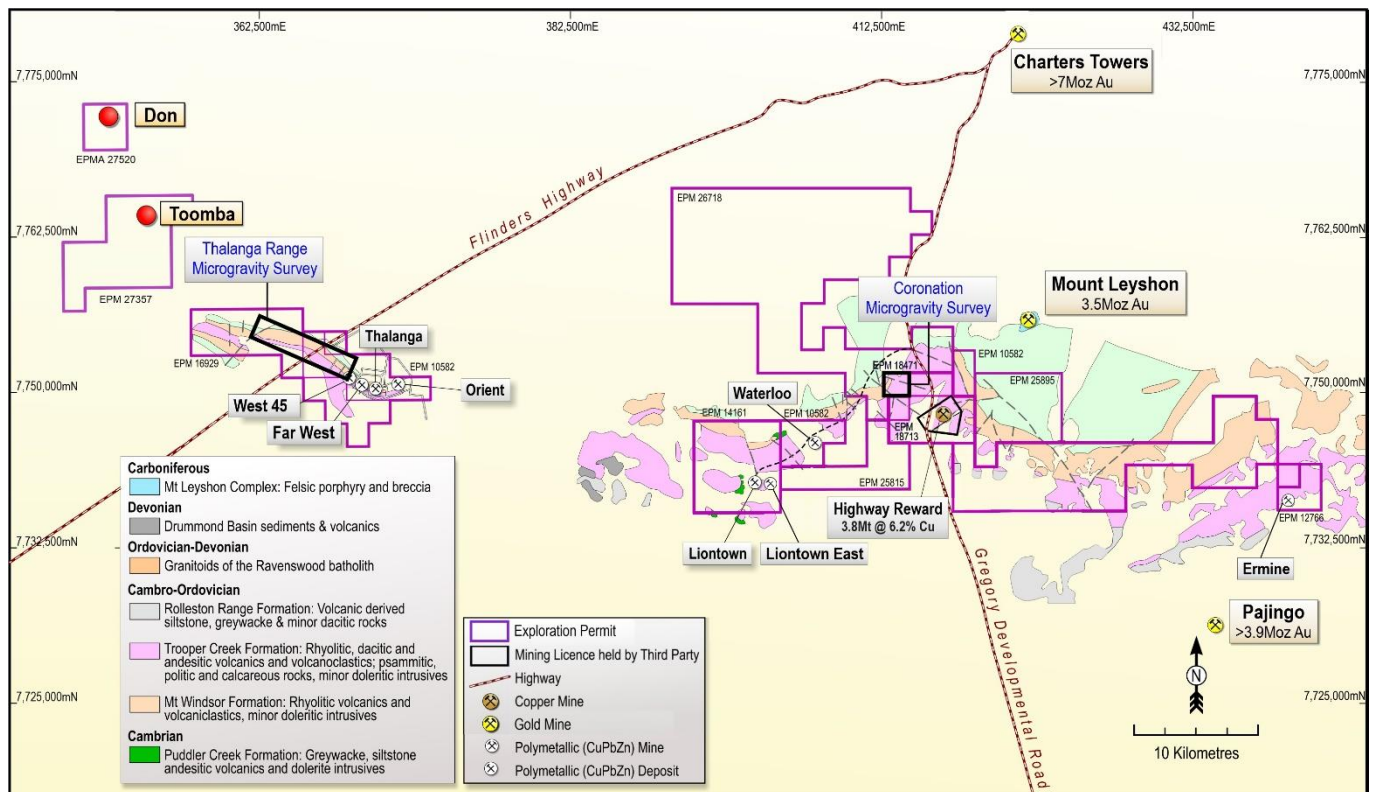 362,500mE
382,500mE
412,500mE
432,500mE
7,775,000mN
7,775,000mN
Charters Towers
>7Moz Au
Don
EPMA 27520
Toomba
EPM 27357
Flinders Highway
7,762,500mN
7,762,500mN
EPM 26718
Thalanga Range
Microgravity Survey
Coronation
Microgravity Survey
Mount Leyshon
3.5Moz Au
Thalanga
EPM 16929
EPM 10582
Orient
West 45
Far West
7,750,000mN
7,750,000mN
EPM 18471
EPM 10582
EPM 25895
Waterloo
EPM 14161
EPM 10582
EPM
18713
EPM 25815
Highway Reward
3.8Mt @ 6.2% Cu
Liontown
Liontown East
EPM 12766
Ermine
7,732,500mN
7,732,500mN
Gregory Developmental Road
Pajingo
>3.9Moz Au
7,725,000mN
7,725,000mN
Carboniferous
Mt Leyshon Complex: Felsic porphyry and breccia
Devonian
Drummond Basin sediments & volcanics
Ordovician-Devonian
Granitoids of the Ravenswood batholith
Cambro-Ordovician
Rolleston Range Formation: Volcanic derived
siltstone, greywacke & minor dacitic rocks
Trooper Creek Formation: Rhyolitic, dacitic and
andesitic volcanics and volcanoclastics; psammitic,
politic and calcareous rocks, minor doleritic intrusives
Mt Windsor Formation: Rhyolitic volcanics and
volcaniclastics, minor doleritic intrusives
Cambrian
Puddler Creek Formation: Greywacke, siltstone
andesitic volcanics and dolerite intrusives
Exploration Permit
Mining Licence held by Third Party
Highway
Copper Mine
Gold Mine
Polymetallic (CuPbZn) Mine
Polymetallic (CuPbZn) Deposit
N
10 Kilometres